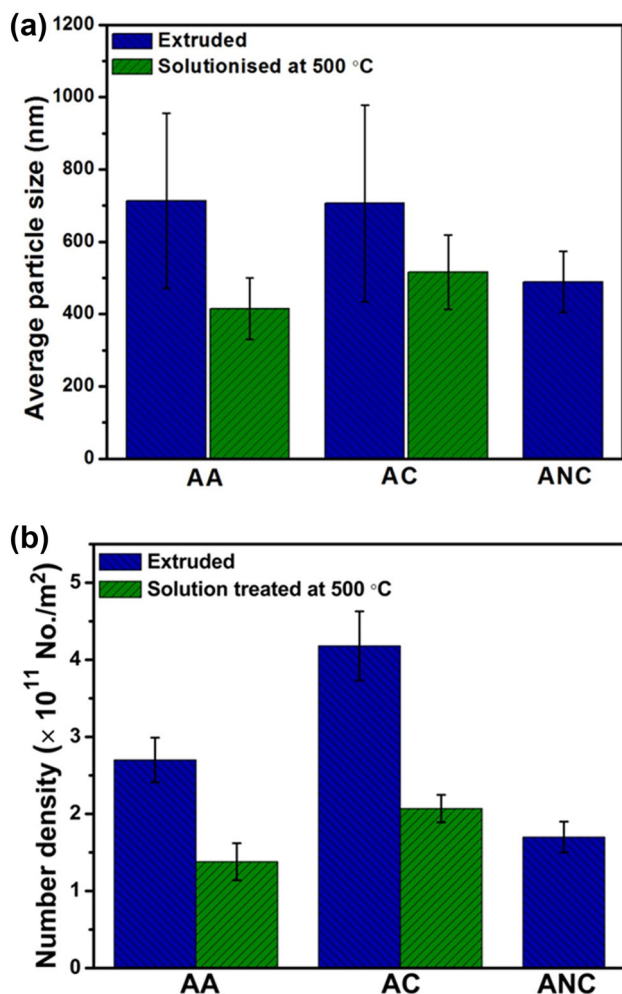 (a)
1200
1000
800
600
400
200
0
Average particle size (nm)
Extruded
Solutionised at 500 °C
AA AC ANC
(b)
5
4
3
2
1
0
Number density (× 10¹¹ No./m²)
Extruded
Solution treated at 500 °C
AA AC ANC